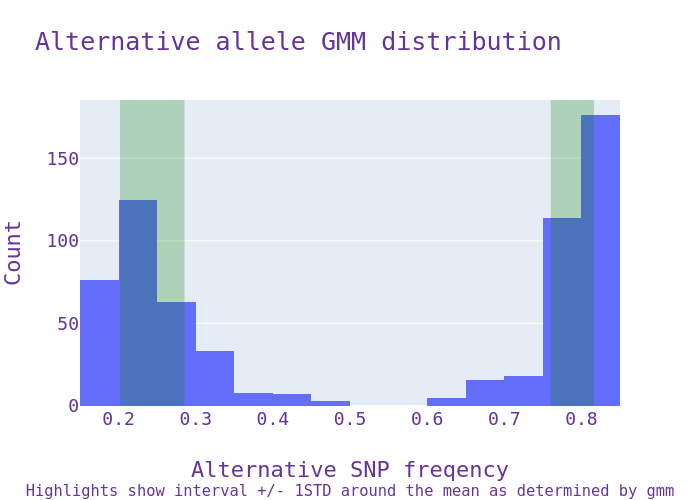 Alternative allele GMM distribution
150
100
50
0
Count
0.2 0.3 0.4 0.5 0.6 0.7 0.8
Alternative SNP freqency
Highlights show interval +/- 1STD around the mean as determined by gmm